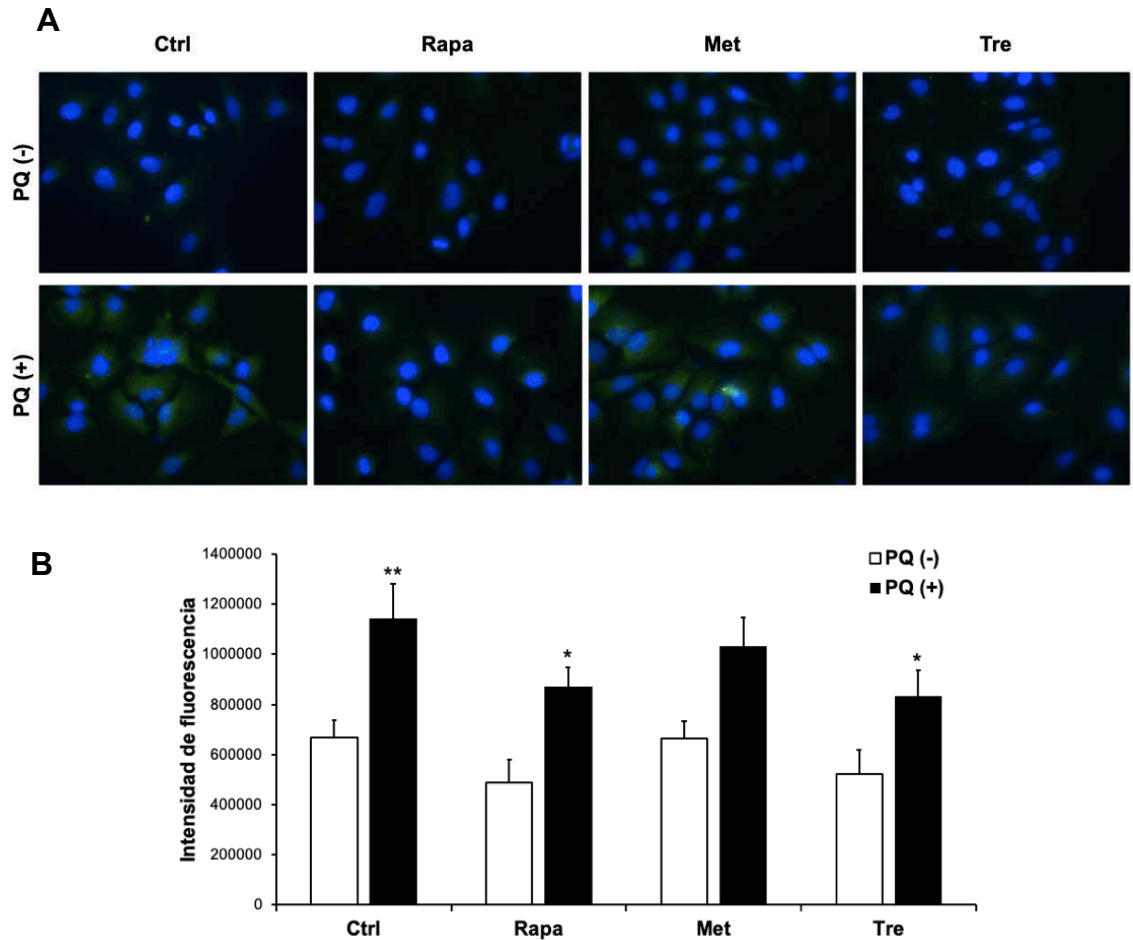 A
Ctrl Rapa Met Tre
PQ (-)
PQ (+)
B
Intensidad de fluorescencia
1400000
1200000
1000000
800000
600000
400000
200000
0
**
*
*
PQ (-)
PQ (+)
Ctrl Rapa Met Tre